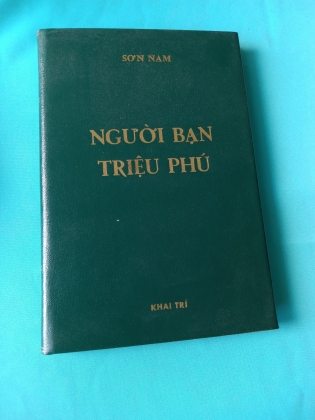 SƠN NAM
NGƯỜI BẠN
TRIỆU PHÚ
KHAI TRÍ